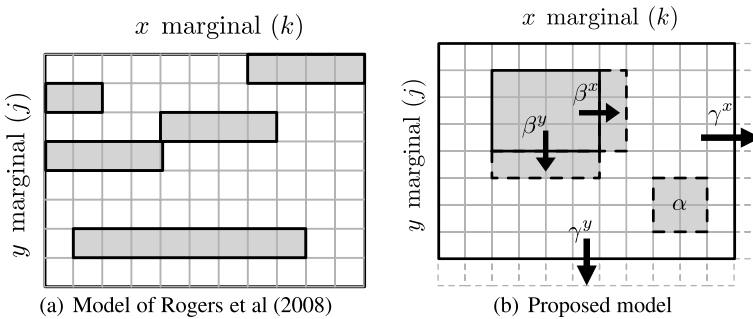 x marginal (k)
y marginal (j)
(a) Model of Rogers et al (2008)
x marginal (k)
y marginal (j)
β^x
β^y
γ^x
α
γ^y
(b) Proposed model